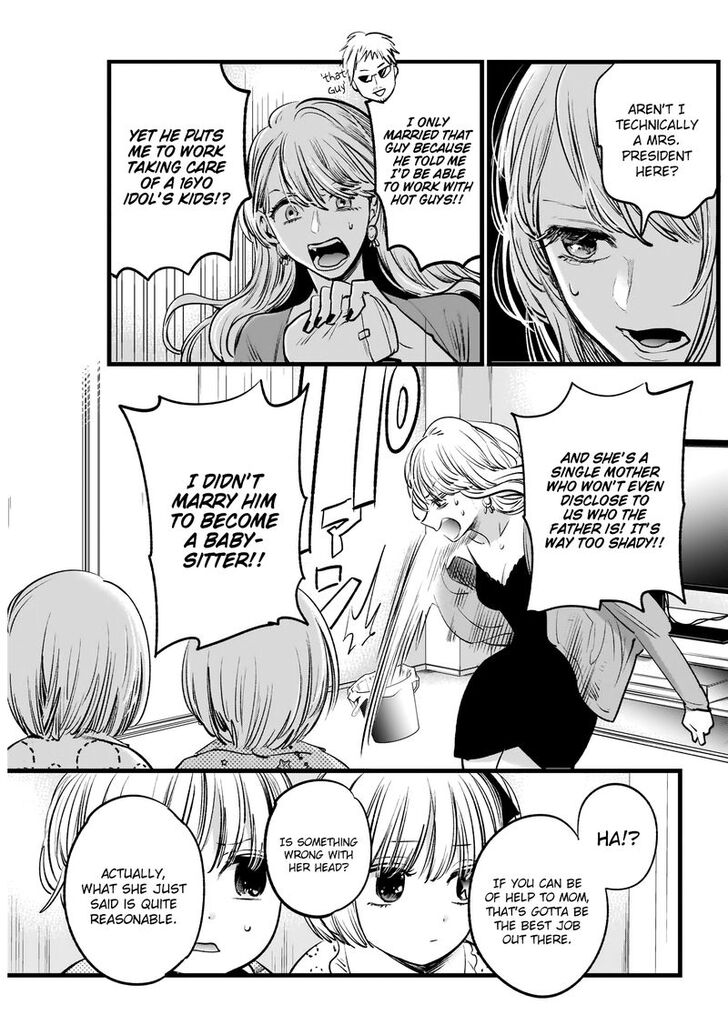 AREN'T I
TECHNICALLY
A MRS.
PRESIDENT
HERE?
that
guy
I ONLY
MARRIED THAT
GUY BECAUSE
HE TOLD ME
I'D BE ABLE
TO WORK WITH
HOT GUYS!!
YET HE PUTS
ME TO WORK
TAKING CARE
OF A 16YO
IDOL'S KIDS!?
AND SHE'S A
SINGLE MOTHER
WHO WON'T EVEN
DISCLOSE TO
US WHO THE
FATHER IS! IT'S
WAY TOO SHADY!!
I DIDN'T
MARRY HIM
TO BECOME
A BABY-
SITTER!!
HA!?
IF YOU CAN BE
OF HELP TO MOM,
THAT'S GOTTA BE
THE BEST JOB
OUT THERE.
IS SOMETHING
WRONG WITH
HER HEAD?
ACTUALLY,
WHAT SHE JUST
SAID IS QUITE
REASONABLE.